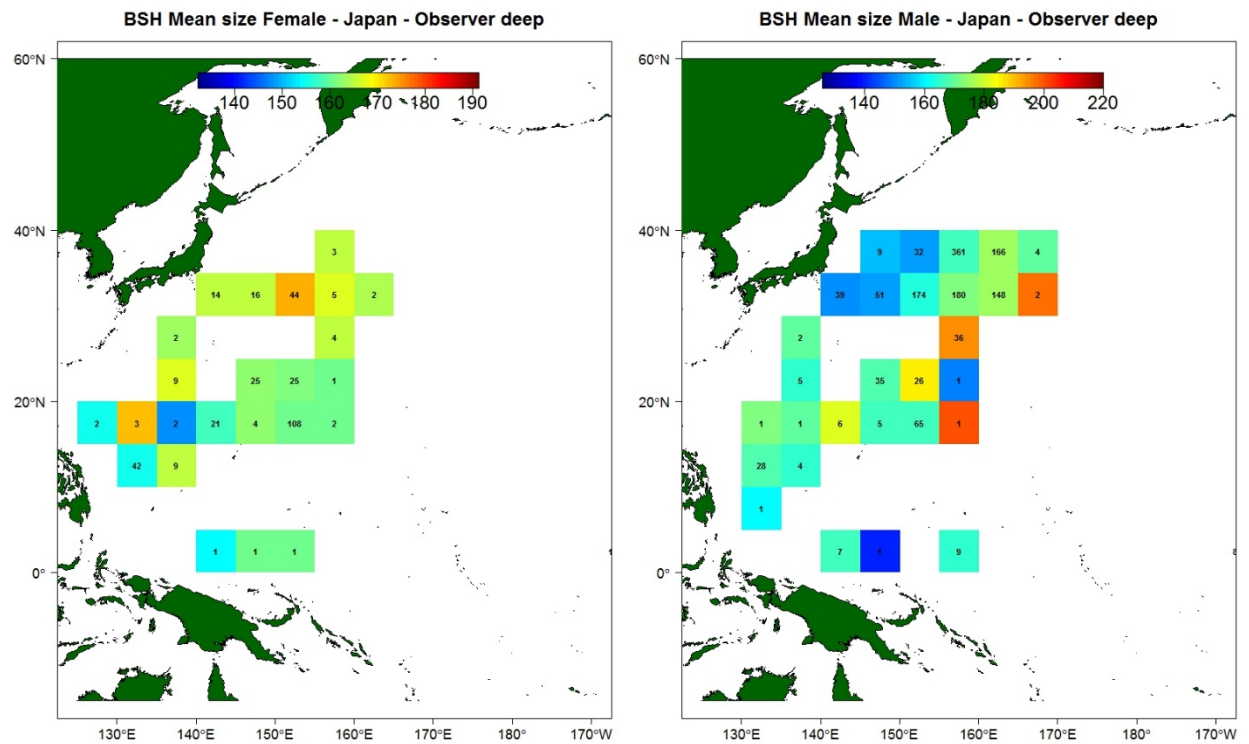 BSH Mean size Female - Japan - Observer deep
60°N
140 150 160 170 180 190
40°N
3
14 16 44 5 2
2 4
9 25 25 1
20°N
2 3 2 21 4 108 2
42 9
1 1 1
0°
130°E 140°E 150°E 160°E 170°E 180° 170°W
BSH Mean size Male - Japan - Observer deep
60°N
140 160 180 200 220
40°N
9 32 361 166 4
39 51 174 180 148 2
2 36
5 35 26 1
20°N
1 1 6 5 65 1
28 4
1
7 9
0°
130°E 140°E 150°E 160°E 170°E 180° 170°W